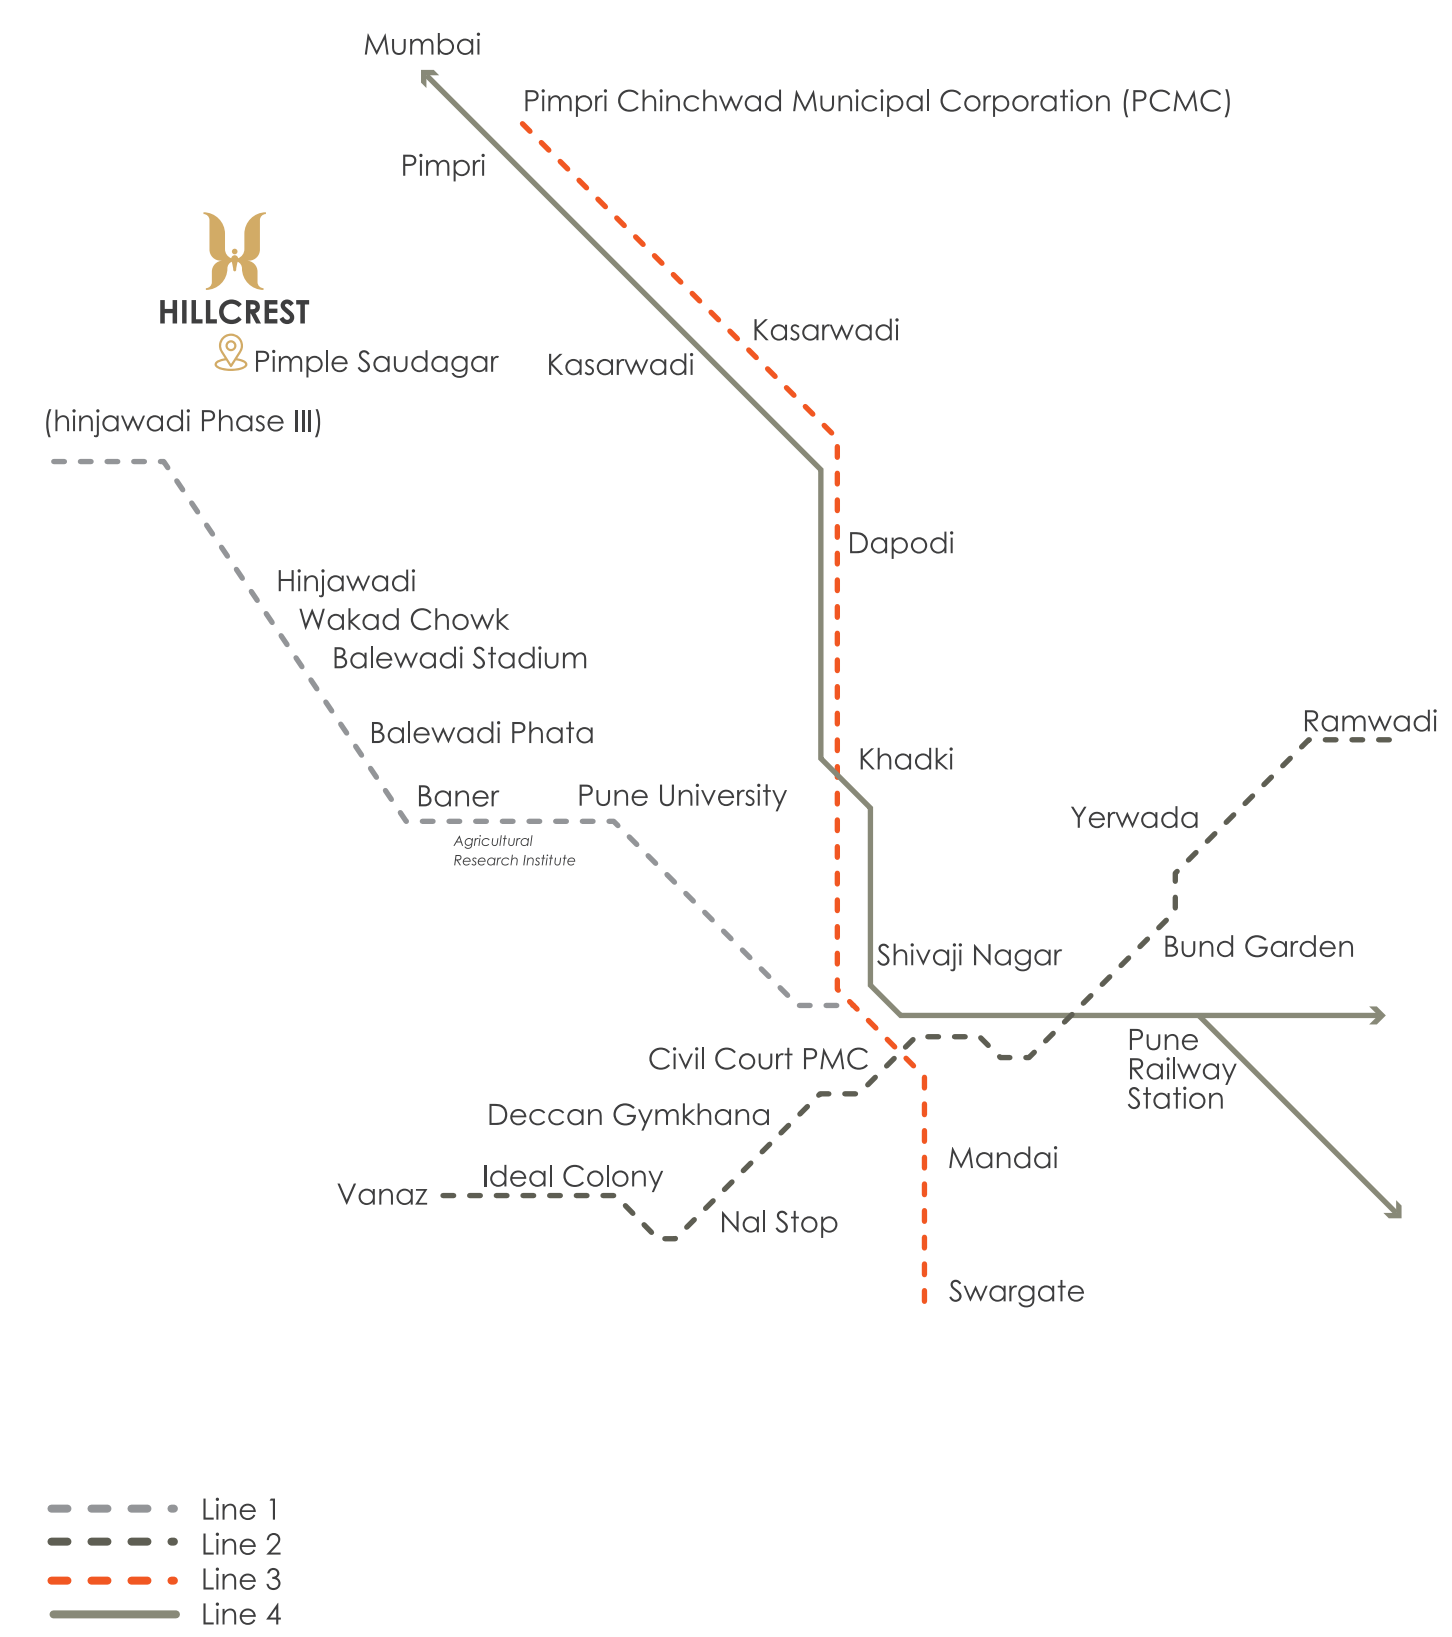 Mumbai
Pimpri Chinchwad Municipal Corporation (PCMC)
Pimpri
HILLCREST
Pimple Saudagar
Kasarwadi
Kasarwadi
(hinjawadi Phase III)
Dapodi
Hinjawadi
Wakad Chowk
Balewadi Stadium
Balewadi Phata
Khadki
Ramwadi
Baner
Pune University
Yerwada
Agricultural
Research Institute
Shivaji Nagar
Bund Garden
Civil Court PMC
Pune
Railway
Station
Deccan Gymkhana
Mandai
Ideal Colony
Vanaz
Nal Stop
Swargate
Line 1
Line 2
Line 3
Line 4